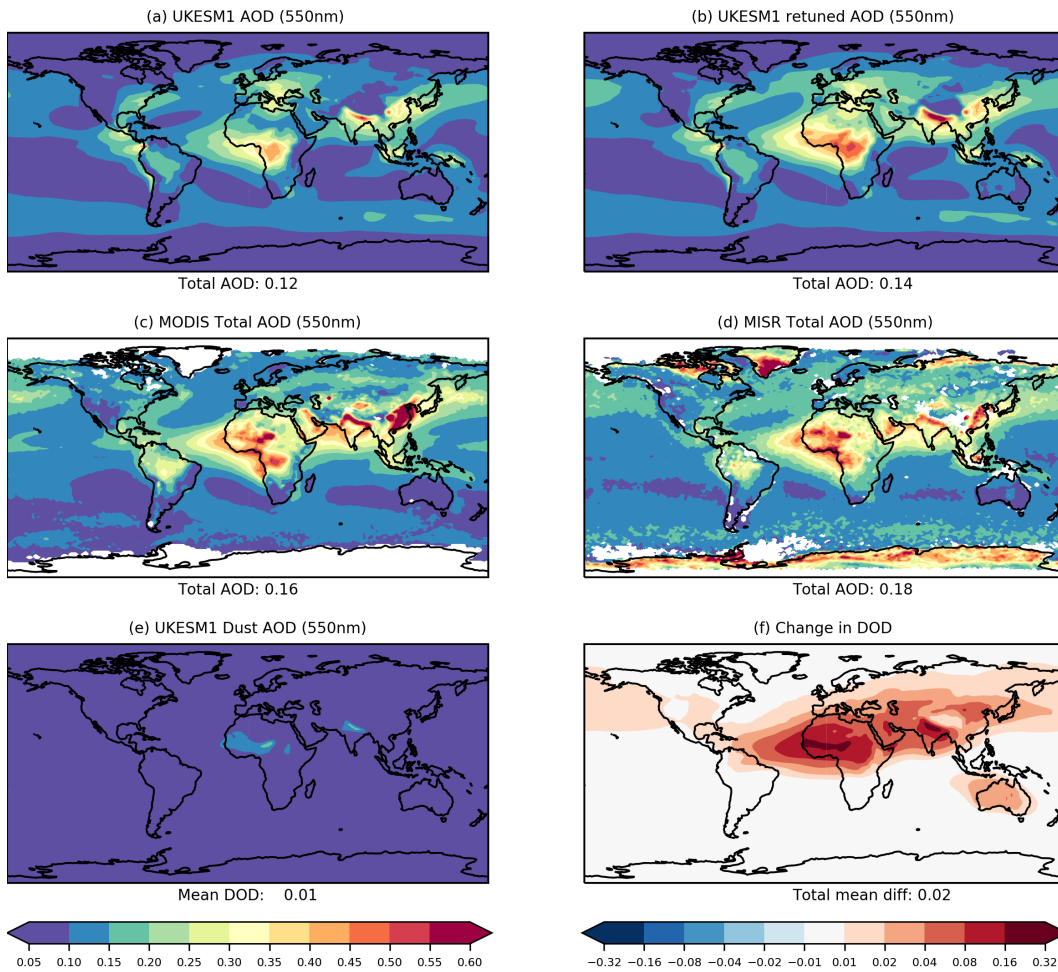 (a) UKESM1 AOD (550nm)
(b) UKESM1 retuned AOD (550nm)
Total AOD: 0.12
Total AOD: 0.14
(c) MODIS Total AOD (550nm)
(d) MISR Total AOD (550nm)
Total AOD: 0.16
Total AOD: 0.18
(e) UKESM1 Dust AOD (550nm)
(f) Change in DOD
Mean DOD: 0.01
Total mean diff: 0.02
0.05 0.10 0.15 0.20 0.25 0.30 0.35 0.40 0.45 0.50 0.55 0.60
−0.32 −0.16 −0.08 −0.04 −0.02 −0.01 0.01 0.02 0.04 0.08 0.16 0.32